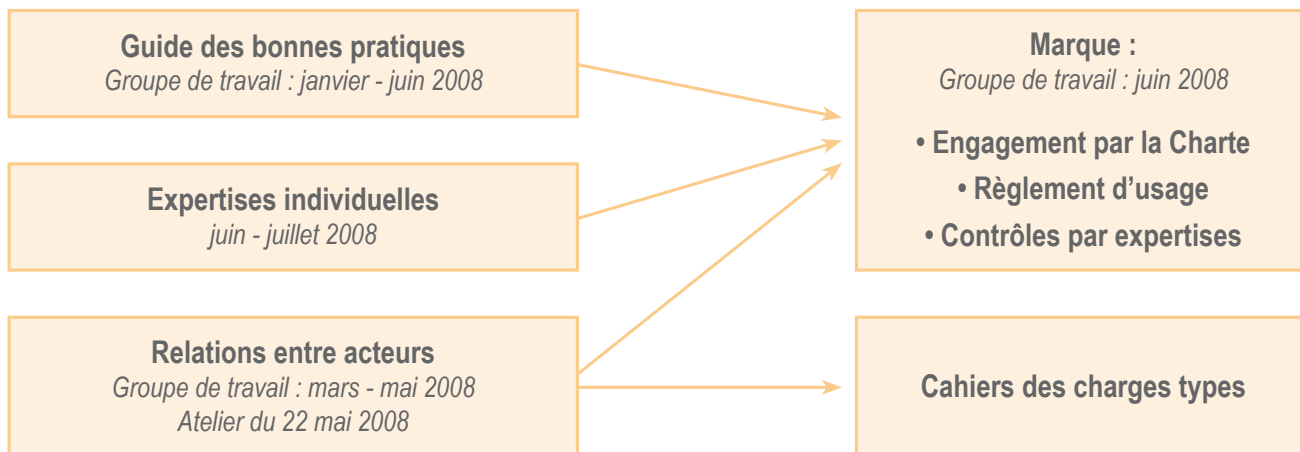 Guide des bonnes pratiques
Groupe de travail : janvier - juin 2008
Expertises individuelles
juin - juillet 2008
Relations entre acteurs
Groupe de travail : mars - mai 2008
Atelier du 22 mai 2008
Marque :
Groupe de travail : juin 2008
• Engagement par la Charte
• Règlement d’usage
• Contrôles par expertises
Cahiers des charges types